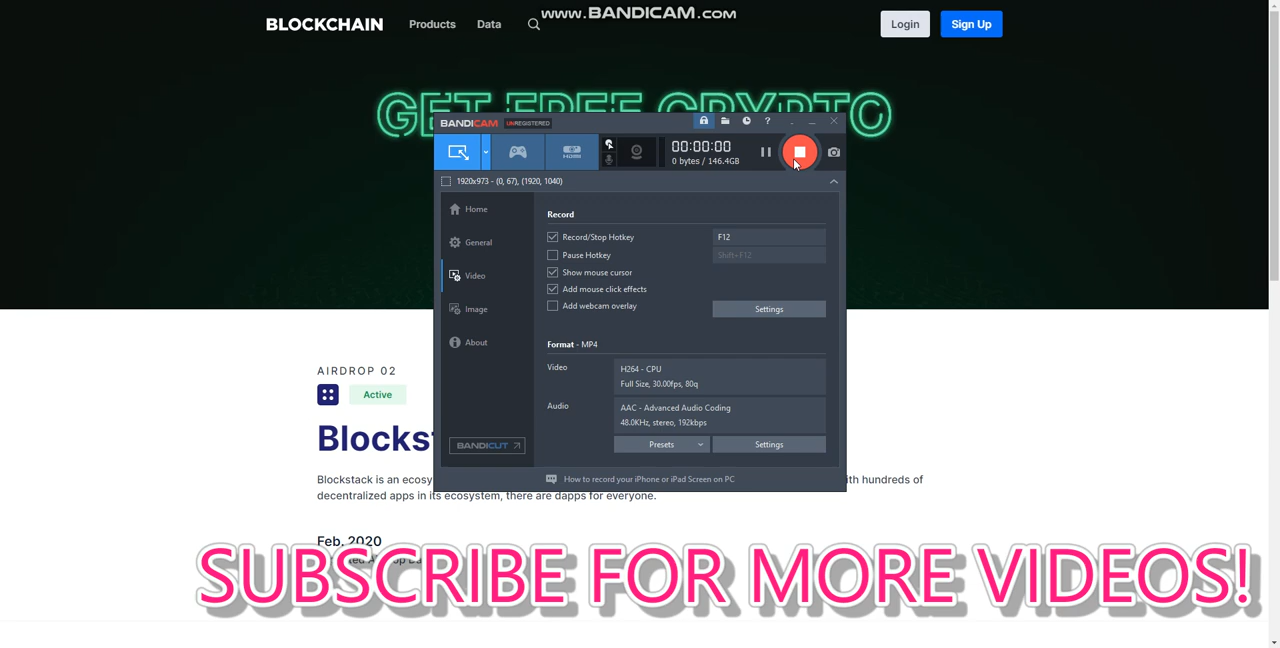 www.BANDICAM.com
BLOCKCHAIN Products Data Login Sign Up
GET FREE CRYPTO
BANDICAM UNREGISTERED ?
HDMI 00:00:00
0 bytes / 146.4GB
1920x973 - (0, 67), (1920, 1040)
Home
General
Video
Image
About
BANDICUT
Record
Record/Stop Hotkey F12
Pause Hotkey Shift+F12
Show mouse cursor
Add mouse click effects
Add webcam overlay Settings
Format - MP4
Video H264 - CPU
Full Size, 30.00fps, 80q
Audio AAC - Advanced Audio Coding
48.0KHz, stereo, 192kbps
Presets Settings
How to record your iPhone or iPad Screen on PC
AIRDROP 02
Active
Blockst
Blockstack is an ecosy ith hundreds of
decentralized apps in its ecosystem, there are dapps for everyone.
Feb. 2020
SUBSCRIBE FOR MORE VIDEOS!